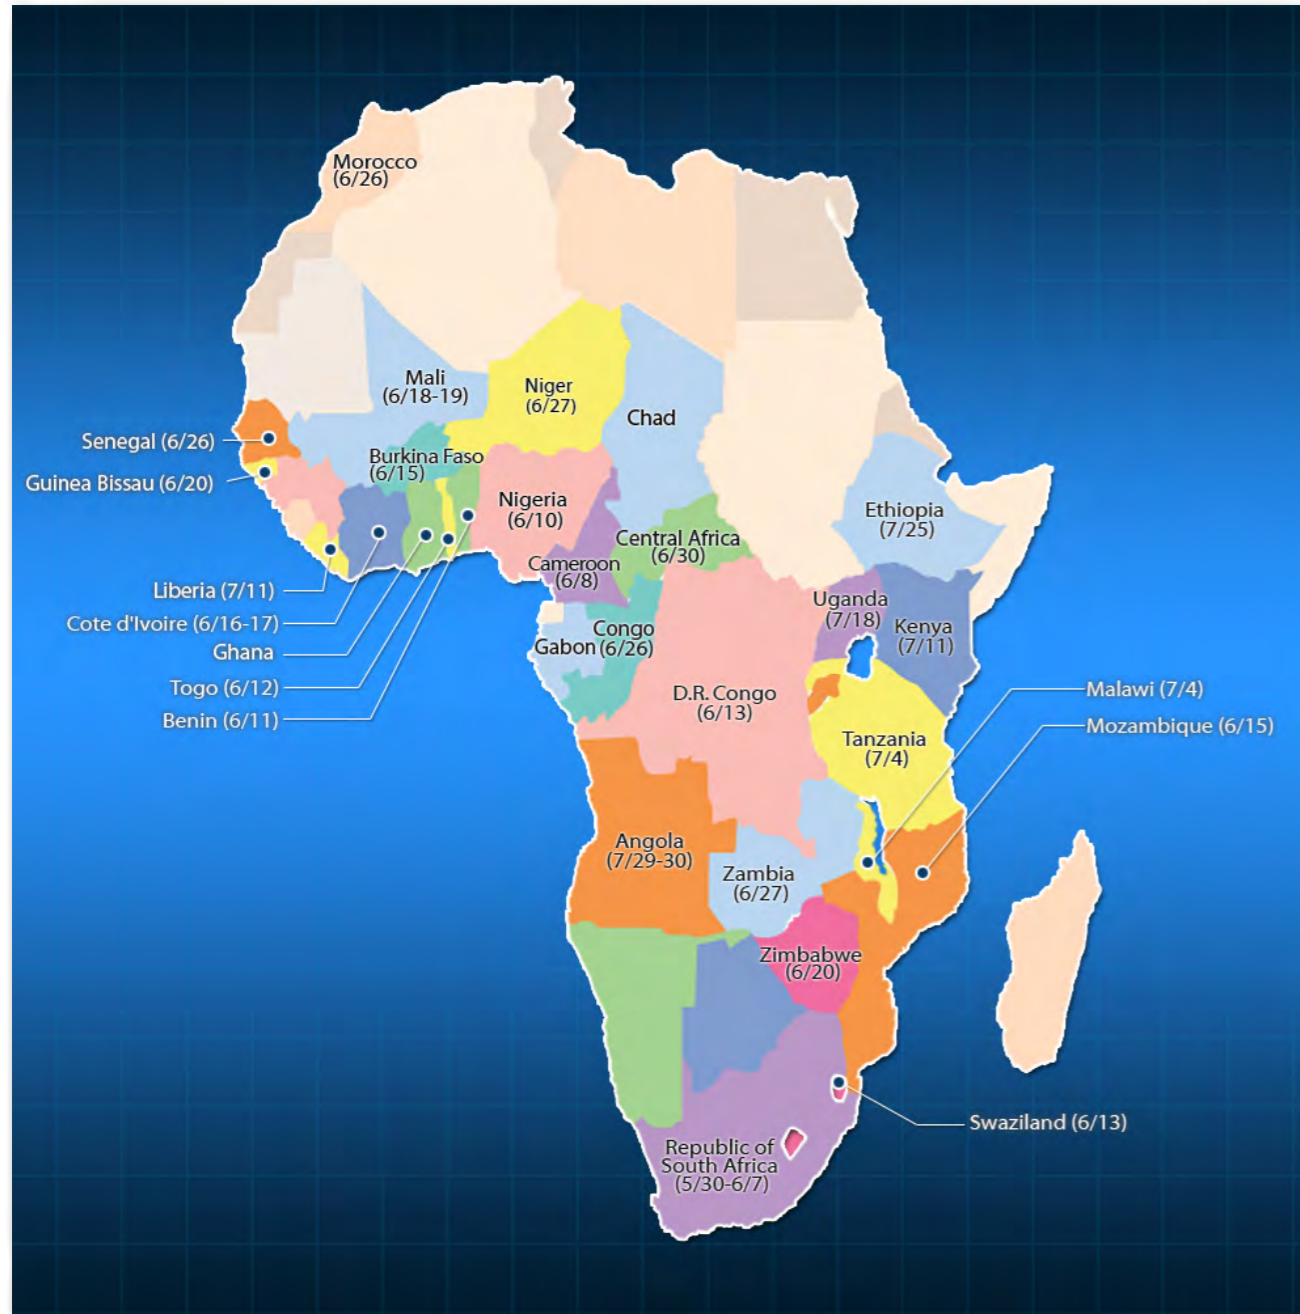 Morocco
(6/26)
Mali
(6/18-19)
Niger
(6/27)
Chad
Senegal (6/26)
Burkina Faso
(6/15)
Guinea Bissau (6/20)
Nigeria
(6/10)
Ethiopia
(7/25)
Central Africa
(6/30)
Cameroon
(6/8)
Liberia (7/11)
Uganda
(7/18)
Cote d'Ivoire (6/16-17)
Kenya
(7/11)
Congo
(6/26)
Gabon
Ghana
Togo (6/12)
D.R. Congo
(6/13)
Malawi (7/4)
Benin (6/11)
Mozambique (6/15)
Tanzania
(7/4)
Angola
(7/29-30)
Zambia
(6/27)
Zimbabwe
(6/20)
Swaziland (6/13)
Republic of
South Africa
(5/30-6/7)